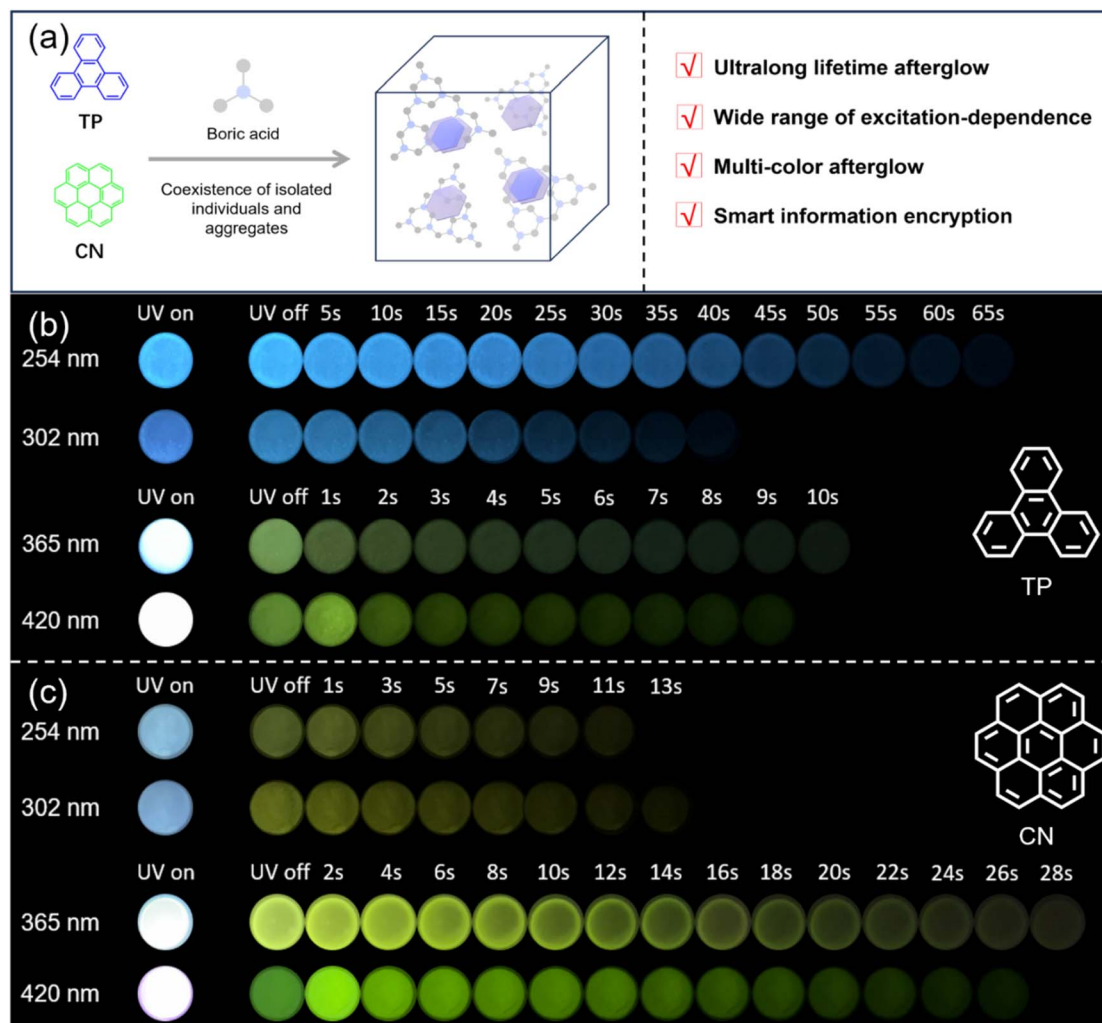 (a)
TP
CN
Boric acid
Coexistence of isolated
individuals and
aggregates
√ Ultralong lifetime afterglow
√ Wide range of excitation-dependence
√ Multi-color afterglow
√ Smart information encryption
(b)
UV on UV off 5s 10s 15s 20s 25s 30s 35s 40s 45s 50s 55s 60s 65s
254 nm
302 nm
UV on UV off 1s 2s 3s 4s 5s 6s 7s 8s 9s 10s
365 nm
420 nm
TP
(c)
UV on UV off 1s 3s 5s 7s 9s 11s 13s
254 nm
302 nm
CN
UV on UV off 2s 4s 6s 8s 10s 12s 14s 16s 18s 20s 22s 24s 26s 28s
365 nm
420 nm